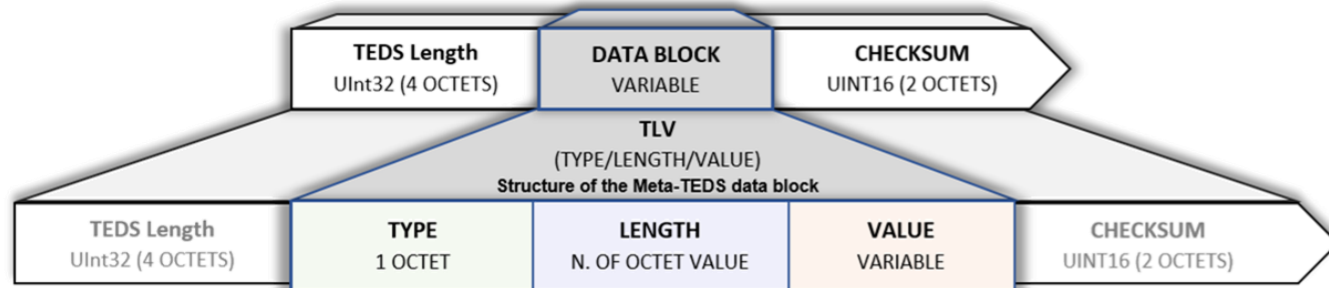 TEDS Length
UInt32 (4 OCTETS)
DATA BLOCK
VARIABLE
CHECKSUM
UINT16 (2 OCTETS)
TLV
(TYPE/LENGTH/VALUE)
Structure of the Meta-TEDS data block
TEDS Length
UInt32 (4 OCTETS)
TYPE
1 OCTET
LENGTH
N. OF OCTET VALUE
VALUE
VARIABLE
CHECKSUM
UINT16 (2 OCTETS)